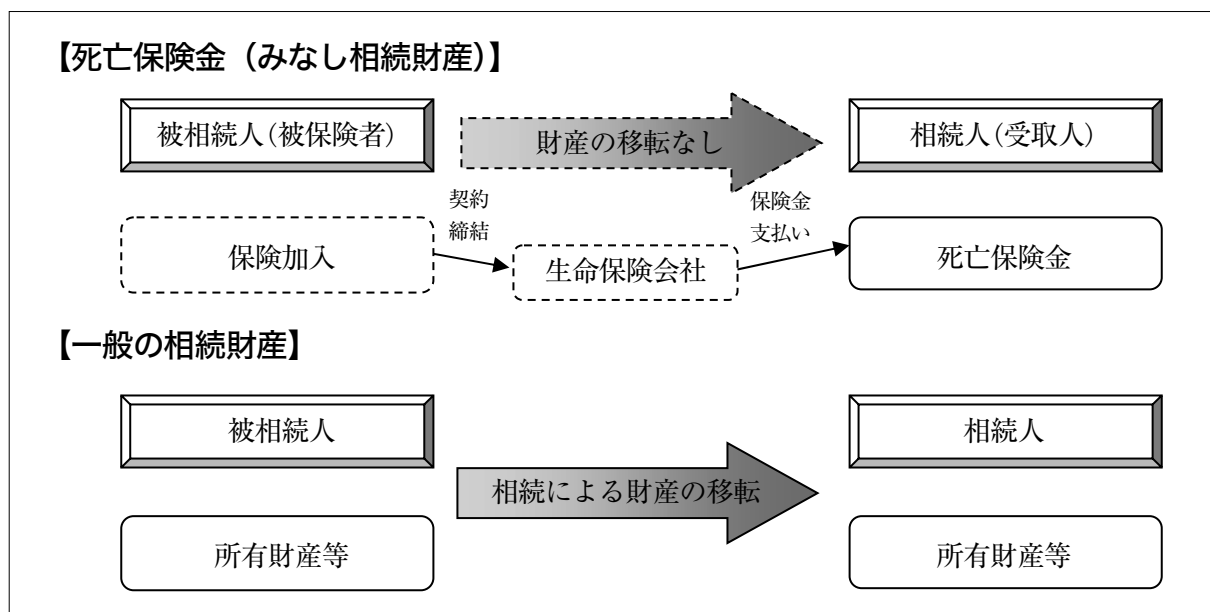 【死亡保険金（みなし相続財産）】
被相続人（被保険者）
財産の移転なし
相続人（受取人）
契約
締結
保険金
支払い
保険加入
生命保険会社
死亡保険金
【一般の相続財産】
被相続人
相続人
相続による財産の移転
所有財産等
所有財産等